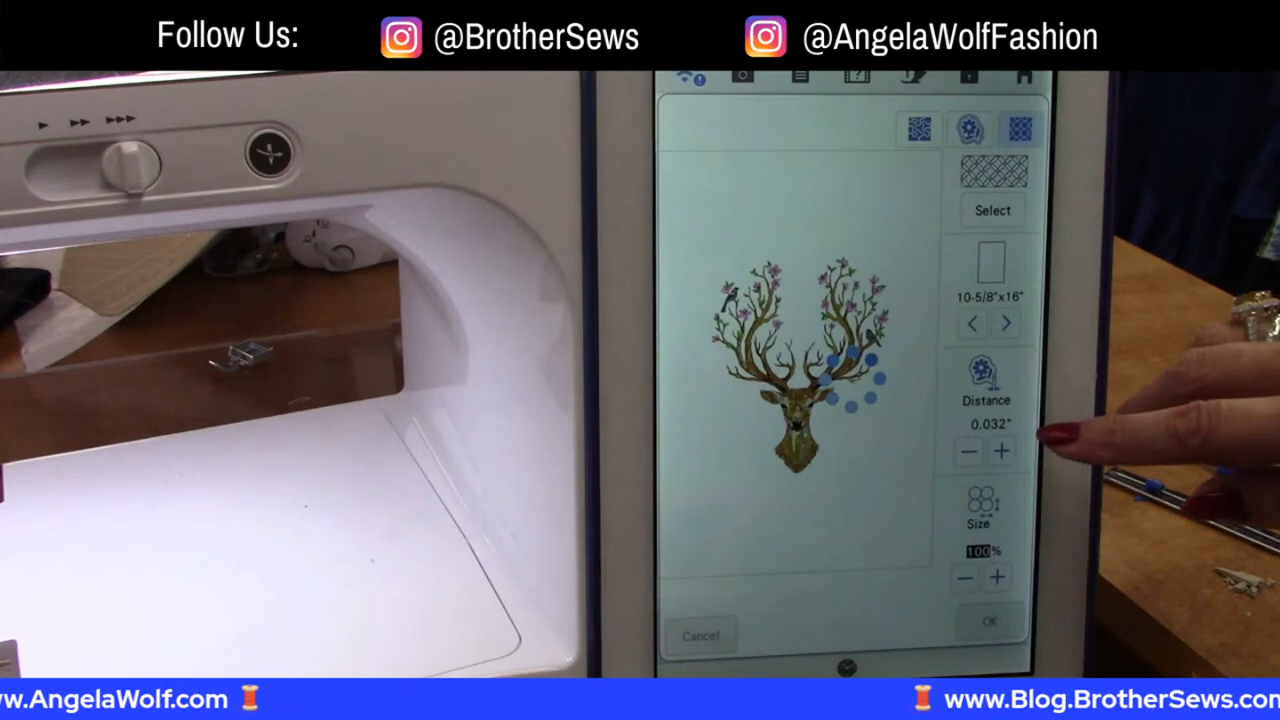 Follow Us:
@BrotherSews
@AngelaWolfFashion
Select
10-5/8"x16"
Distance
0.032"
Size
100%
OK
Cancel
w.AngelaWolf.com
www.Blog.BrotherSews.com